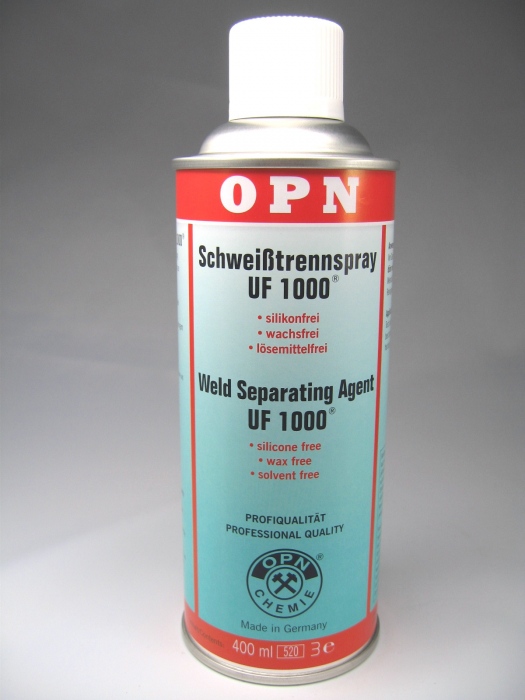 OPN
Schweißtrennspray
UF 1000®
• silikonfrei
• wachsfrei
• lösemittelfrei
Weld Separating Agent
UF 1000®
• silicone free
• wax free
• solvent free
PROFIQUALITÄT
PROFESSIONAL QUALITY
OPN ®
CHEMIE
Made in Germany
400 ml 520 3 ℮